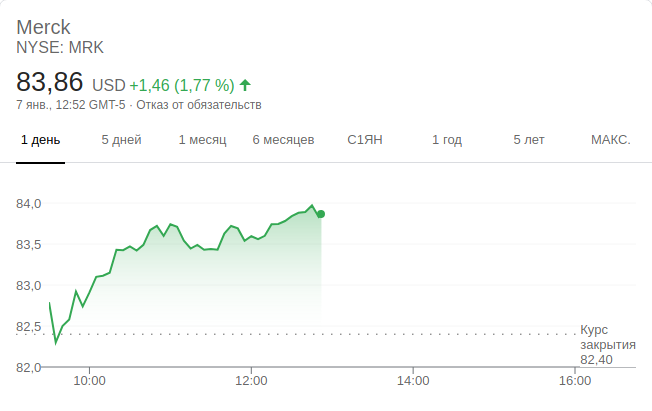 Merck
NYSE: MRK
83,86 USD +1,46 (1,77 %)
7 янв., 12:52 GMT-5 · Отказ от обязательств
1 день 5 дней 1 месяц 6 месяцев С1ЯН 1 год 5 лет МАКС.
84,0
83,5
83,0
82,5
82,0
Курс
закрытия
82,40
10:00 12:00 14:00 16:00